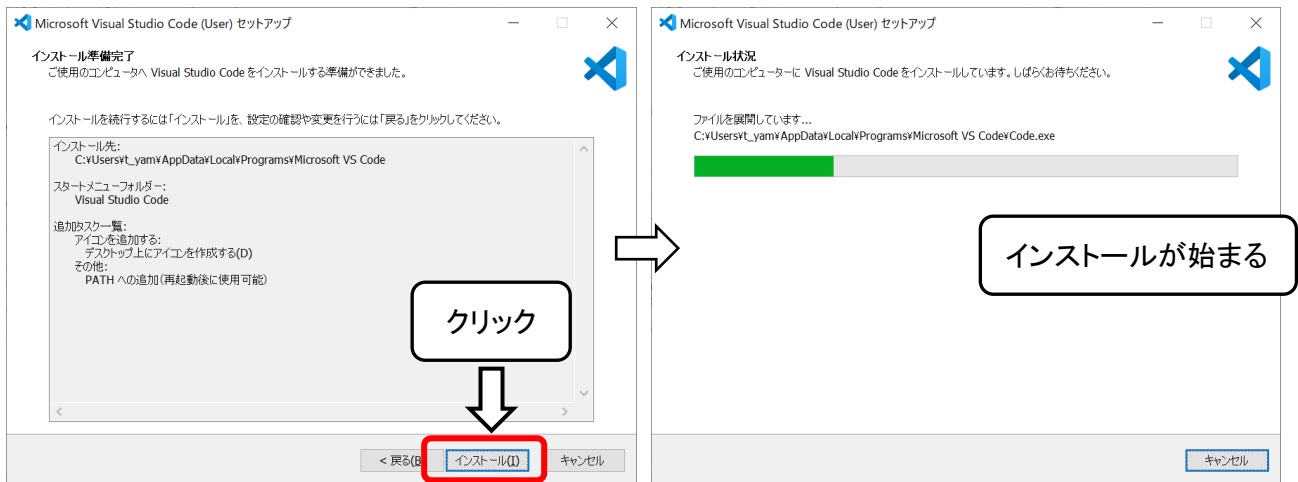 Microsoft Visual Studio Code (User) セットアップ
インストール準備完了
ご使用のコンピュータへ Visual Studio Code をインストールする準備ができました。
インストールを続行するには「インストール」を、設定の確認や変更を行うには「戻る」をクリックしてください。
インストール先:
C:¥Users¥t_yam¥AppData¥Local¥Programs¥Microsoft VS Code
スタートメニューフォルダー:
Visual Studio Code
追加タスク一覧:
アイコンを追加する:
デスクトップ上にアイコンを作成する(D)
その他:
PATH への追加(再起動後に使用可能)
クリック
< 戻る(B
インストール(I)
キャンセル
Microsoft Visual Studio Code (User) セットアップ
インストール状況
ご使用のコンピューターに Visual Studio Code をインストールしています。しばらくお待ちください。
ファイルを展開しています...
C:¥Users¥t_yam¥AppData¥Local¥Programs¥Microsoft VS Code¥Code.exe
インストールが始まる
キャンセル